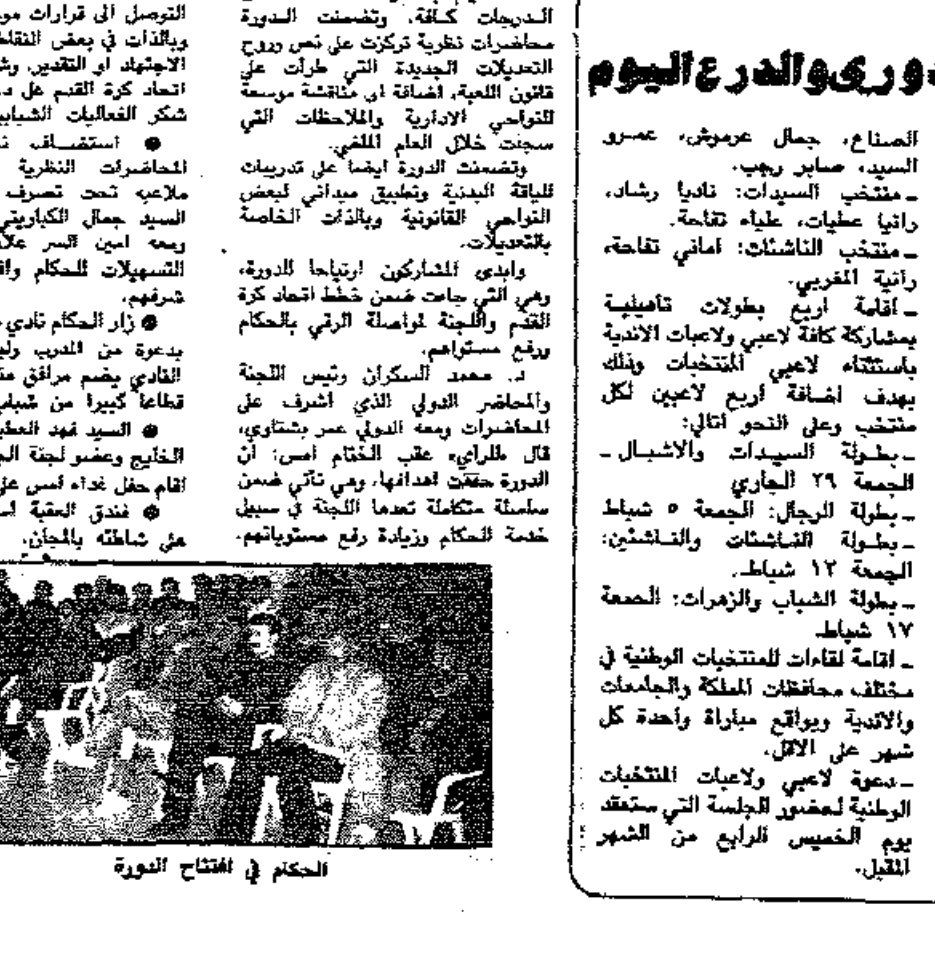 دورى والدرع اليوم
الصناع، جمال عرموش، عمرو
السيد، صابر رجب.
ـ منتخب السيدات: ناديا رشاد،
رانيا عطيات، علياء تفاحة.
ـ منتخب الناشئات: اماني تفاحة،
رانية المغربي.
ـ اقامة اربع بطولات تأهيلية
بمشاركة كافة لاعبي ولاعبات الاندية
باستثناء لاعبي المنتخبات وذلك
بهدف اضافة اربع لاعبين لكل
منتخب وعلى النحو التالي:
ـ بطولة السيدات والاشبال ـ
الجمعة ٢٩ الجاري
ـ بطولة الرجال: الجمعة ٥ شباط
ـ بطولة الناشئات والناشئين:
الجمعة ١٢ شباط.
ـ بطولة الشباب والزهرات: الجمعة
١٧ شباط.
ـ اقامة لقاءات للمنتخبات الوطنية في
مختلف محافظات المملكة والجامعات
والاندية وبواقع مباراة واحدة كل
شهر على الاقل.
ـ دعوة لاعبي ولاعبات المنتخبات
الوطنية لحضور الجلسة التي ستعقد
يوم الخميس الرابع من الشهر
المقبل.
الدرجات كافة، وتضمنت الدورة
محاضرات نظرية تركزت على نص وروح
التعديلات الجديدة التي طرأت على
قانون اللعبة، اضافة الى مناقشة موسعة
للنواحي الادارية والملاحظات التي
سجلت خلال العام الملغي.
وتضمنت الدورة ايضا على تدريبات
للياقة البدنية وتطبيق ميداني لبعض
النواحي القانونية وبالذات الخاصة
بالتعديلات.
وابدى المشاركون ارتياحا للدورة،
وهي التي جاءت ضمن خطط اتحاد كرة
القدم واللجنة لمواصلة الرقي بالحكام
ورفع مستواهم.
د. محمد السكران رئيس اللجنة
والمحاضر الدولي الذي اشرف على
المحاضرات ومعه الدولي عمر بشتاوي،
قال «للرأي» عقب الختام امس: ان
الدورة حققت اهدافها، وهي تأتي ضمن
سلسلة متكاملة تعدها اللجنة في سبيل
خدمة الحكام وزيادة رفع مستوياتهم.
التوصل الى قرارات
وبالذات في بعض
الاجتهاد او التقدير،
اتحاد كرة القدم على
شكر الفعاليات
● استضاف
المحاضرات النظرية
ملاعبه تحت تصرف
السيد جمال الكباريتي
ومعه امين السر
التسهيلات للحكام
شرفهم.
● زار الحكام نادي
بدعوة من المدرب
النادي يضم مرافق
قطاعا كبيرا من
● السيد فهد
الخليج وعضو لجنة
اقام حفل غداء امس
● فندق العقبة
على شاطئه بالمجان.
الحكام في افتتاح الدورة